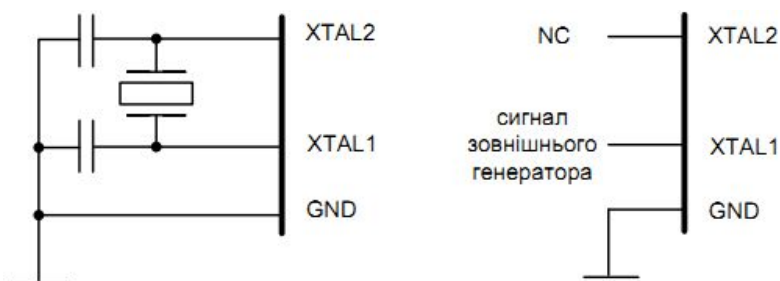 XTAL2
XTAL1
GND
NC
XTAL2
сигнал
зовнішнього
генератора
XTAL1
GND